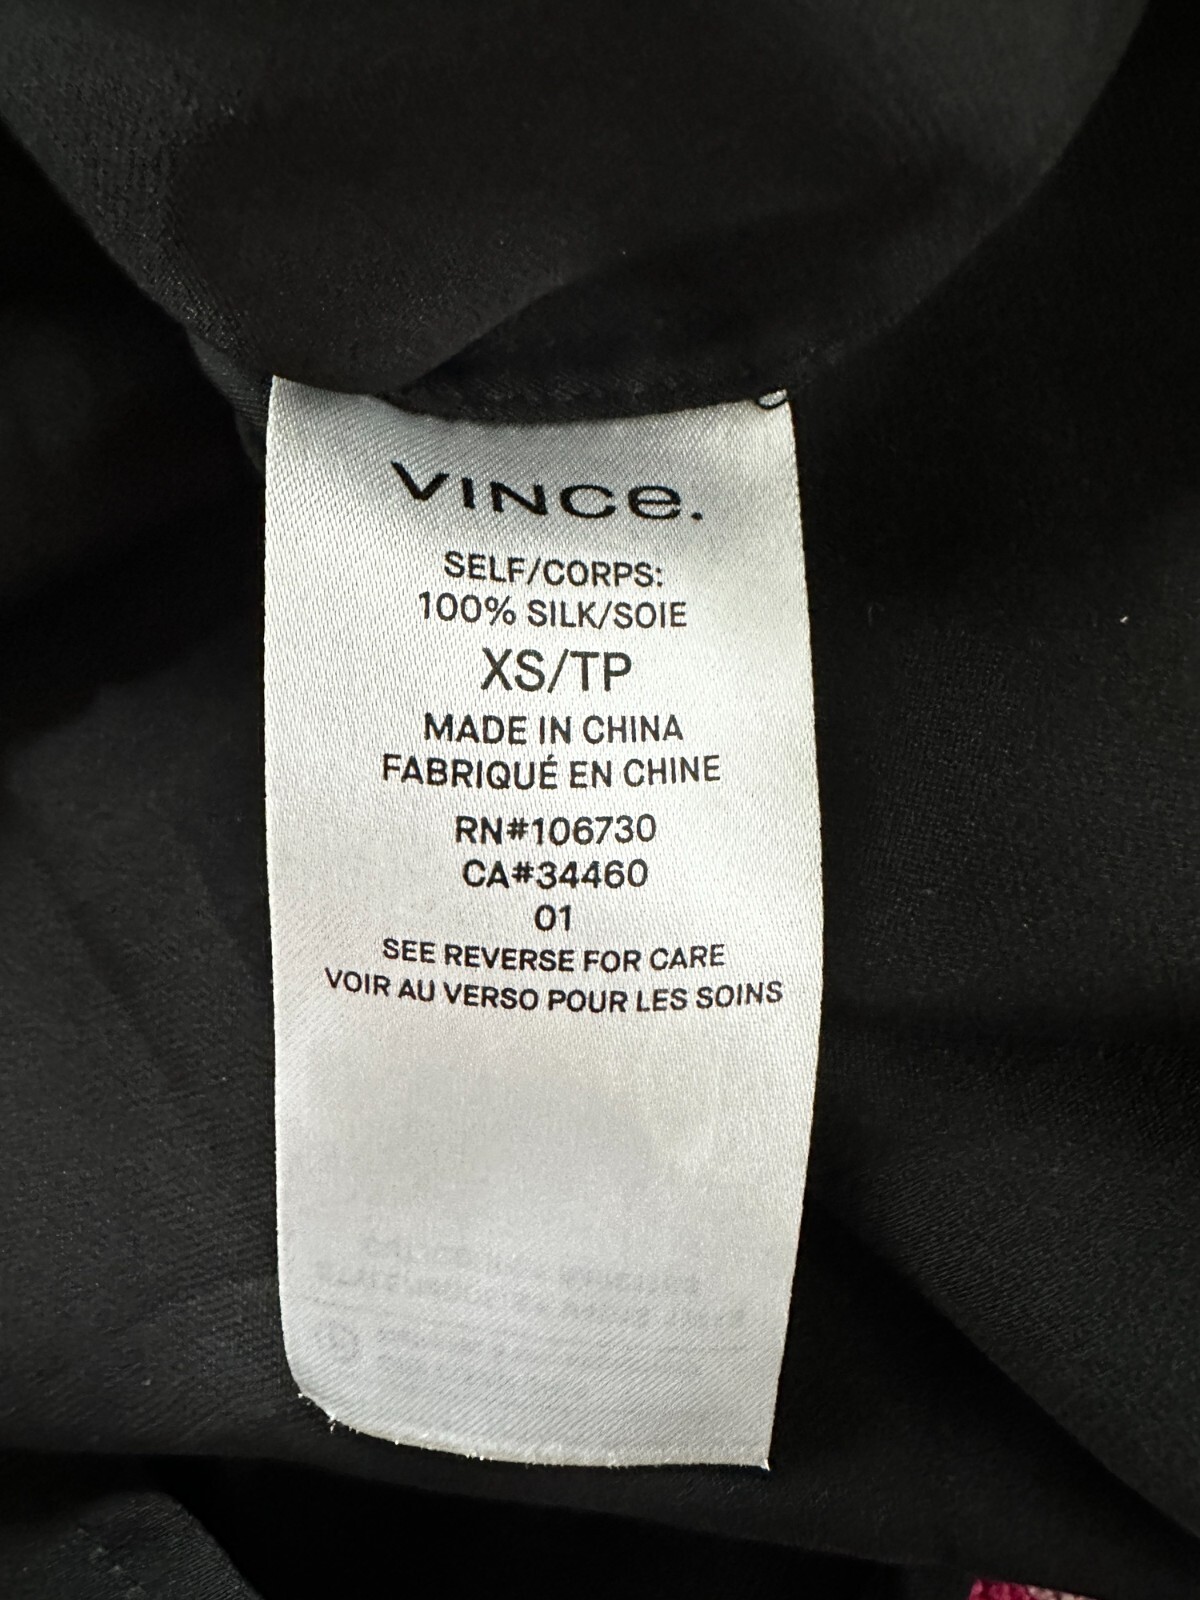 VINCe.
SELF/CORPS:
100% SILK/SOIE
XS/TP
MADE IN CHINA
FABRIQUÉ EN CHINE
RN#106730
CA#34460
01
SEE REVERSE FOR CARE
VOIR AU VERSO POUR LES SOINS